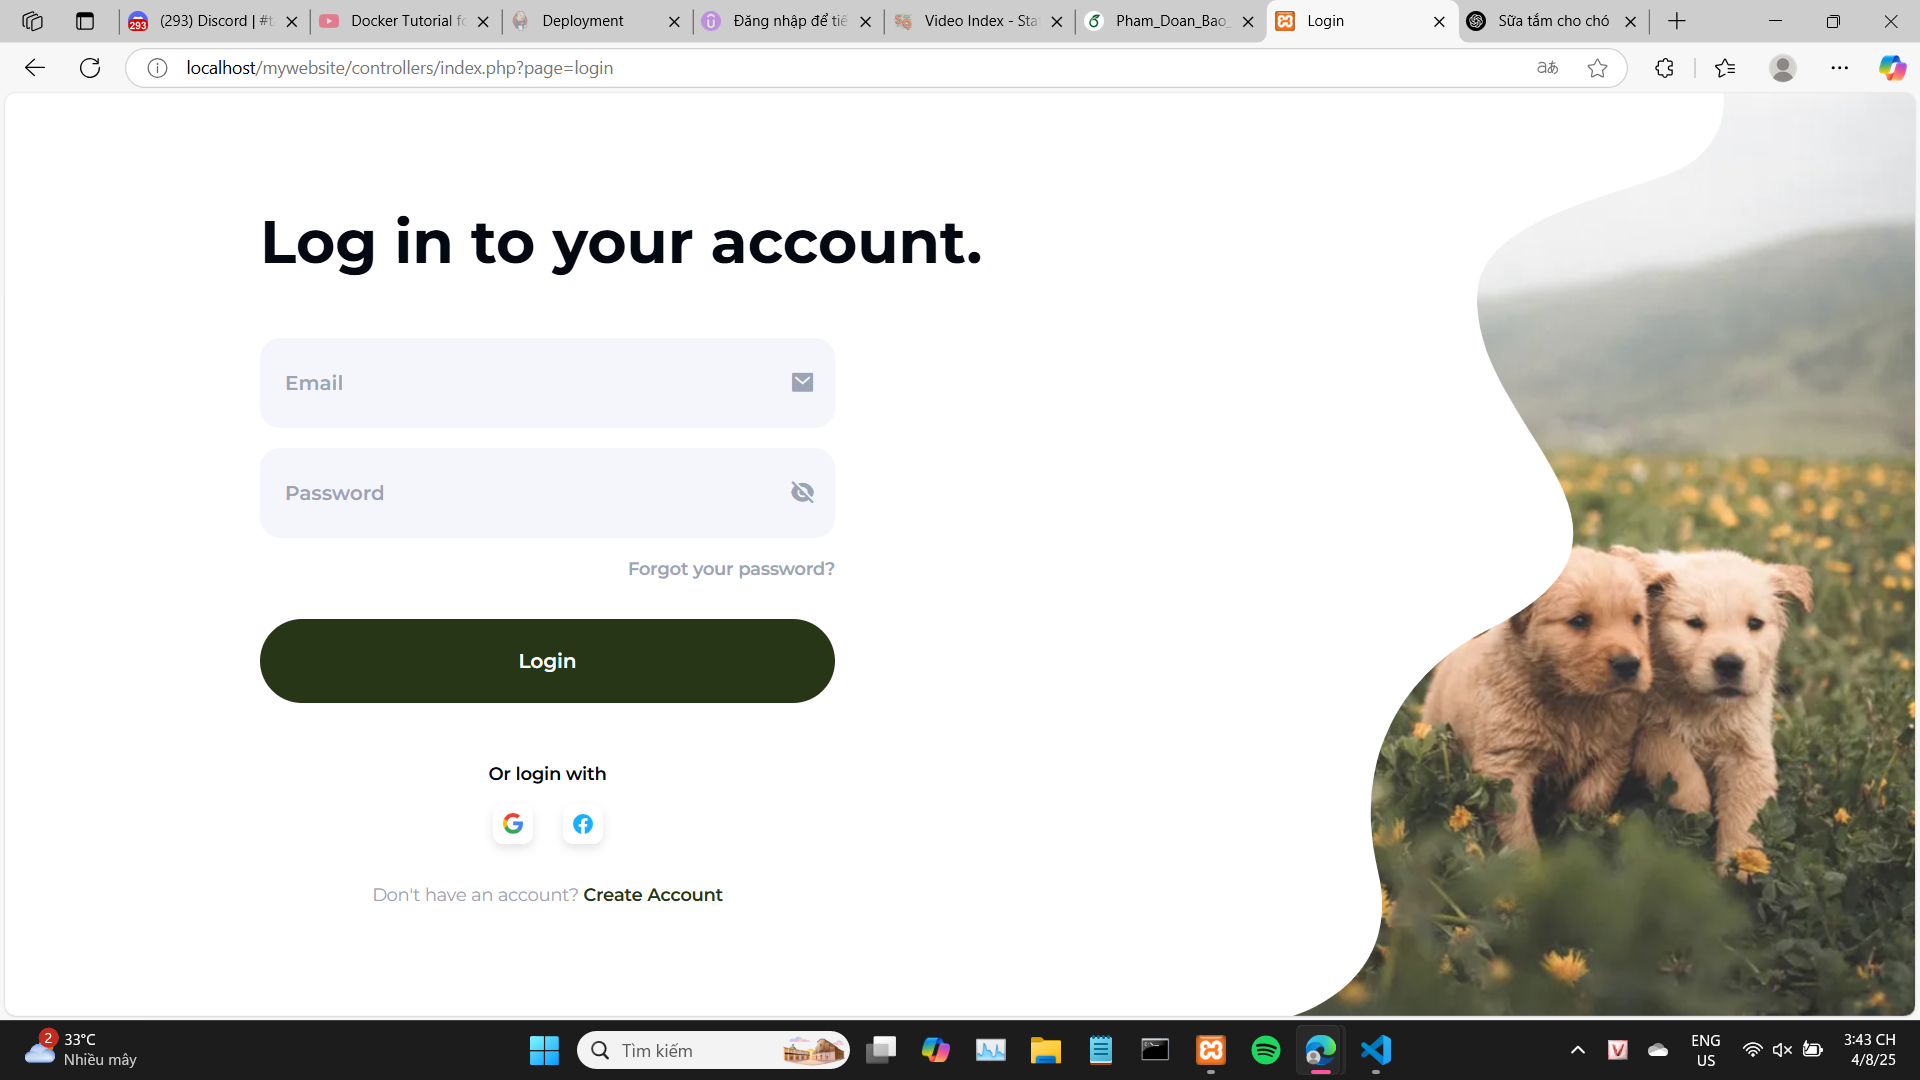 (293) Discord | #t
Docker Tutorial fo
Deployment
Đăng nhập để tiế
Video Index - Sta
Pham_Doan_Bao_
Login
Sữa tắm cho chó
localhost/mywebsite/controllers/index.php?page=login
Log in to your account.
Email
Password
Forgot your password?
Login
Or login with
Don't have an account? Create Account
2
33°C
Nhiều mây
Tìm kiếm
ENG
US
3:43 CH
4/8/25